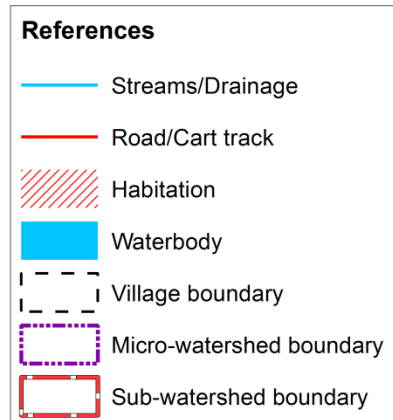 References
Streams/Drainage
Road/Cart track
Habitation
Waterbody
Village boundary
Micro-watershed boundary
Sub-watershed boundary